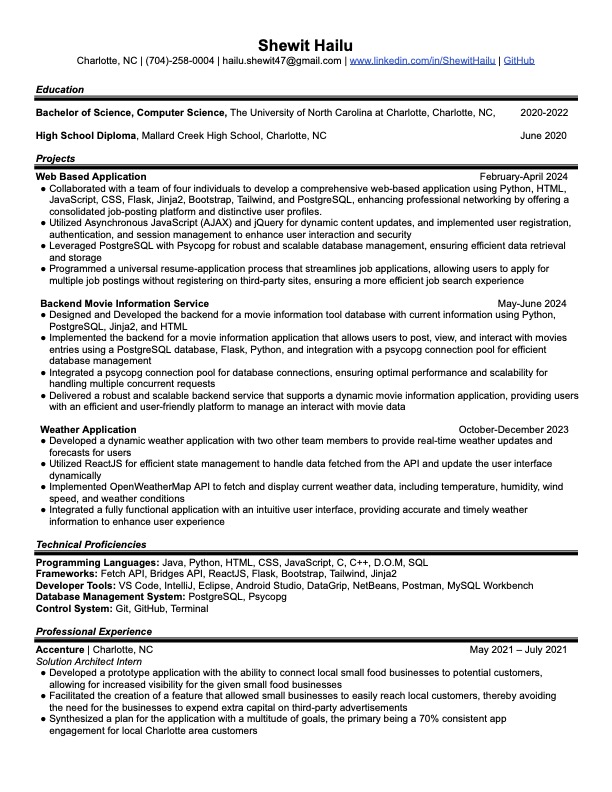 Shewit Hailu
Charlotte, NC | (704)-258-0004 | hailu.shewit47@gmail.com | www.linkedin.com/in/ShewitHailu | GitHub
Education
Bachelor of Science, Computer Science, The University of North Carolina at Charlotte, Charlotte, NC, 2020-2022
High School Diploma, Mallard Creek High School, Charlotte, NC June 2020
Projects
Web Based Application February-April 2024
● Collaborated with a team of four individuals to develop a comprehensive web-based application using Python, HTML,
JavaScript, CSS, Flask, Jinja2, Bootstrap, Tailwind, and PostgreSQL, enhancing professional networking by offering a
consolidated job-posting platform and distinctive user profiles.
● Utilized Asynchronous JavaScript (AJAX) and jQuery for dynamic content updates, and implemented user registration,
authentication, and session management to enhance user interaction and security
● Leveraged PostgreSQL with Psycopg for robust and scalable database management, ensuring efficient data retrieval
and storage
● Programmed a universal resume-application process that streamlines job applications, allowing users to apply for
multiple job postings without registering on third-party sites, ensuring a more efficient job search experience
Backend Movie Information Service May-June 2024
● Designed and Developed the backend for a movie information tool database with current information using Python,
PostgreSQL, Jinja2, and HTML
● Implemented the backend for a movie information application that allows users to post, view, and interact with movies
entries using a PostgreSQL database, Flask, Python, and integration with a psycopg connection pool for efficient
database management
● Integrated a psycopg connection pool for database connections, ensuring optimal performance and scalability for
handling multiple concurrent requests
● Delivered a robust and scalable backend service that supports a dynamic movie information application, providing users
with an efficient and user-friendly platform to manage an interact with movie data
Weather Application October-December 2023
● Developed a dynamic weather application with two other team members to provide real-time weather updates and
forecasts for users
● Utilized ReactJS for efficient state management to handle data fetched from the API and update the user interface
dynamically
● Implemented OpenWeatherMap API to fetch and display current weather data, including temperature, humidity, wind
speed, and weather conditions
● Integrated a fully functional application with an intuitive user interface, providing accurate and timely weather
information to enhance user experience
Technical Proficiencies
Programming Languages: Java, Python, HTML, CSS, JavaScript, C, C++, D.O.M, SQL
Frameworks: Fetch API, Bridges API, ReactJS, Flask, Bootstrap, Tailwind, Jinja2
Developer Tools: VS Code, IntelliJ, Eclipse, Android Studio, DataGrip, NetBeans, Postman, MySQL Workbench
Database Management System: PostgreSQL, Psycopg
Control System: Git, GitHub, Terminal
Professional Experience
Accenture | Charlotte, NC May 2021 – July 2021
Solution Architect Intern
● Developed a prototype application with the ability to connect local small food businesses to potential customers,
allowing for increased visibility for the given small food businesses
● Facilitated the creation of a feature that allowed small businesses to easily reach local customers, thereby avoiding
the need for the businesses to expend extra capital on third-party advertisements
● Synthesized a plan for the application with a multitude of goals, the primary being a 70% consistent app
engagement for local Charlotte area customers